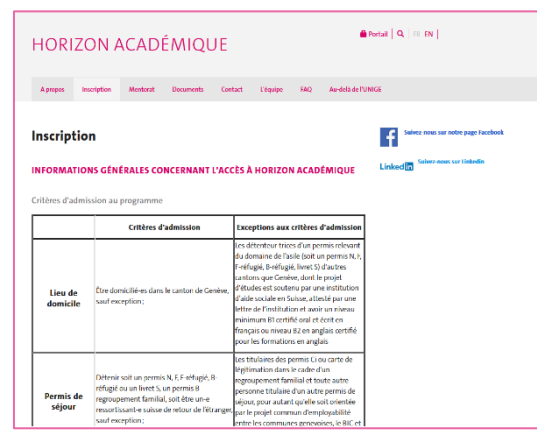 HORIZON ACADÉMIQUE
Portail | FR EN |
A propos Inscription Mentorat Documents Contact L'équipe FAQ Au-delà de l'UNIGE
Inscription
Suivez-nous sur notre page Facebook
INFORMATIONS GÉNÉRALES CONCERNANT L'ACCÈS À HORIZON ACADÉMIQUE
Linked in Suivez-nous sur Linkedin
Critères d'admission au programme
Critères d'admission Exceptions aux critères d'admission
Lieu de
domicile
Être domicilié-es dans le canton de Genève,
sauf exception;
Les détenteur·trices d'un permis relevant
du domaine de l'asile (soit un permis N, F,
F-réfugié, B-réfugié, livret S) d'autres
cantons que Genève, dont le projet
d'études est soutenu par une institution
d'aide sociale en Suisse, attesté par une
lettre de l'institution et avoir un niveau
minimum B1 certifié oral et écrit en
français ou niveau B2 en anglais certifié
pour les formations en anglais
Permis de
séjour
Détenir soit un permis N, F, F-réfugié, B-
réfugié ou un livret S, un permis B
regroupement familial, soit être un-e
ressortissant-e suisse de retour de l'étranger,
sauf exception;
Les titulaires des permis Ci ou carte de
légitimation dans le cadre d'un
regroupement familial et toute autre
personne titulaire d'un autre permis de
séjour, pour autant qu'elle soit orientée
par le projet commun d'employabilité
entre les communes genevoises, le BIC et